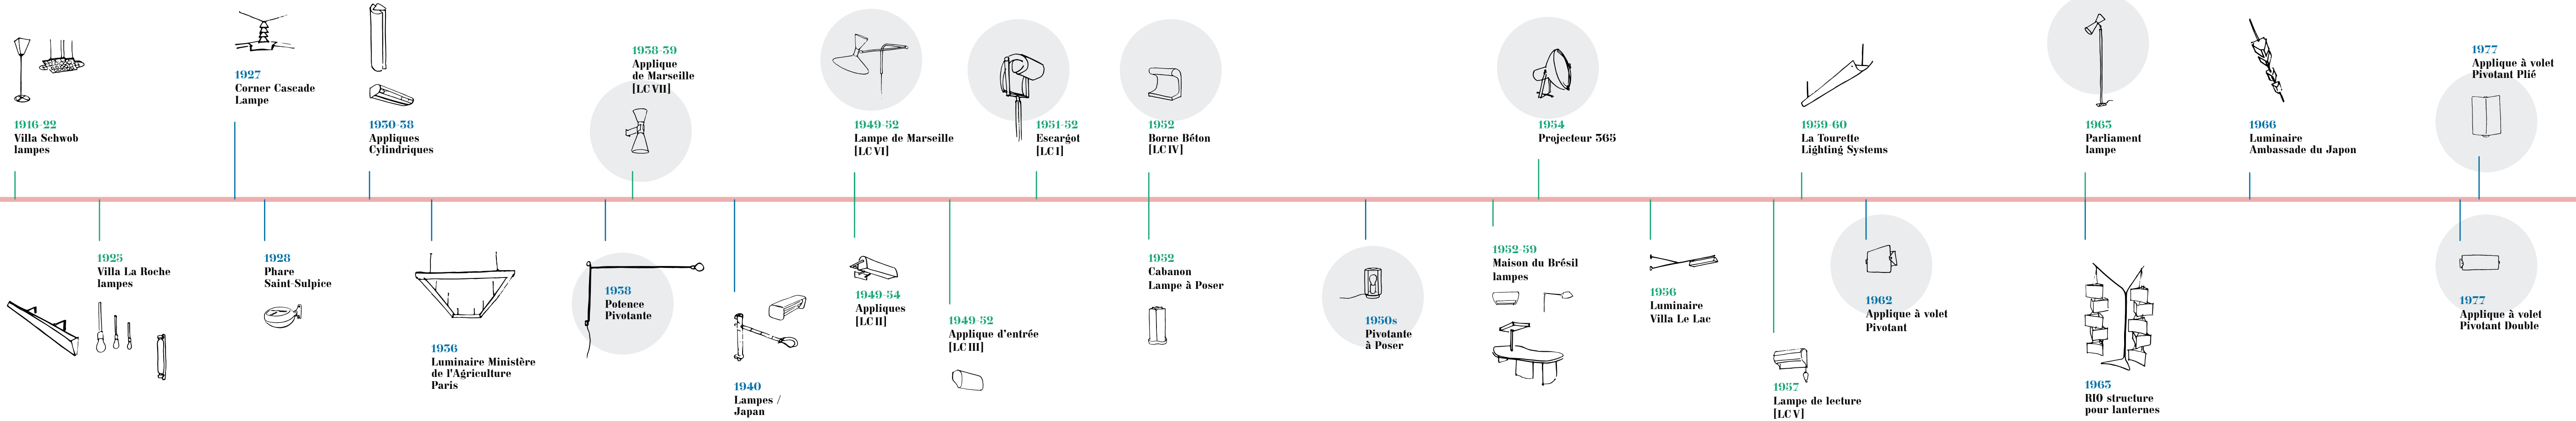 1916-22
Villa Schwob
lampes
1927
Corner Cascade
Lampe
1930-38
Appliques
Cylindriques
1938-39
Applique
de Marseille
[LC VII]
1949-52
Lampe de Marseille
[LC VI]
1951-52
Escargot
[LC I]
1952
Borne Béton
[LC IV]
1954
Projecteur 365
1959-60
La Tourette
Lighting Systems
1963
Parliament
lampe
1966
Luminaire
Ambassade du Japon
1977
Applique à volet
Pivotant Plié
1925
Villa La Roche
lampes
1928
Phare
Saint-Sulpice
1936
Luminaire Ministère
de l'Agriculture
Paris
1938
Potence
Pivotante
1940
Lampes /
Japan
1949-54
Appliques
[LC II]
1949-52
Applique d'entrée
[LC III]
1952
Cabanon
Lampe à Poser
1950s
Pivotante
à Poser
1952-59
Maison du Brésil
lampes
1956
Luminaire
Villa Le Lac
1957
Lampe de lecture
[LC V]
1962
Applique à volet
Pivotant
1963
RIO structure
pour lanternes
1977
Applique à volet
Pivotant Double